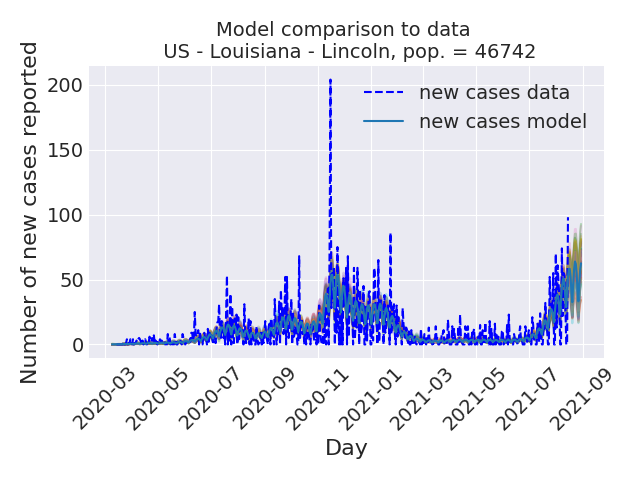 Model comparison to data
US - Louisiana - Lincoln, pop. = 46742
Number of new cases reported
200
150
100
50
0
new cases data
new cases model
2020-03
2020-05
2020-07
2020-09
2020-11
2021-01
2021-03
2021-05
2021-07
2021-09
Day